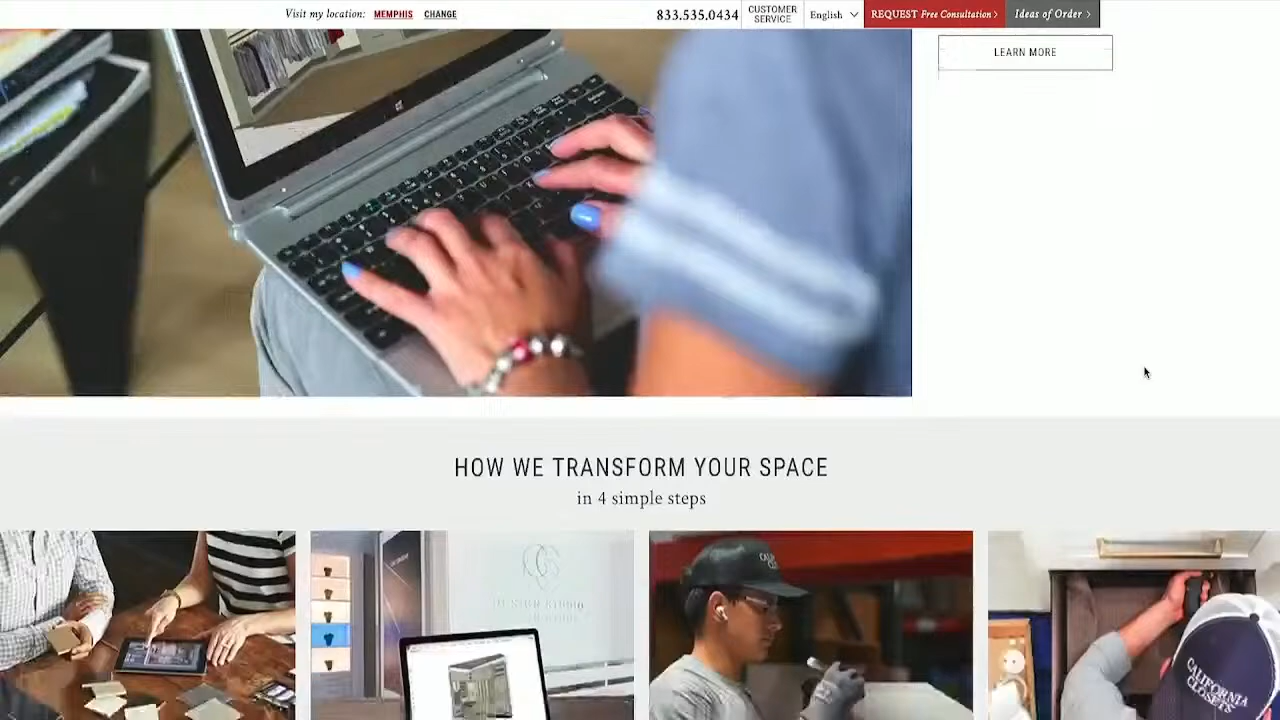 Visit my location: MEMPHIS CHANGE
833.535.0434
CUSTOMER
SERVICE
English
REQUEST Free Consultation
Ideas of Order
LEARN MORE
HOW WE TRANSFORM YOUR SPACE
in 4 simple steps
CALIFORNIA
CLOSETS